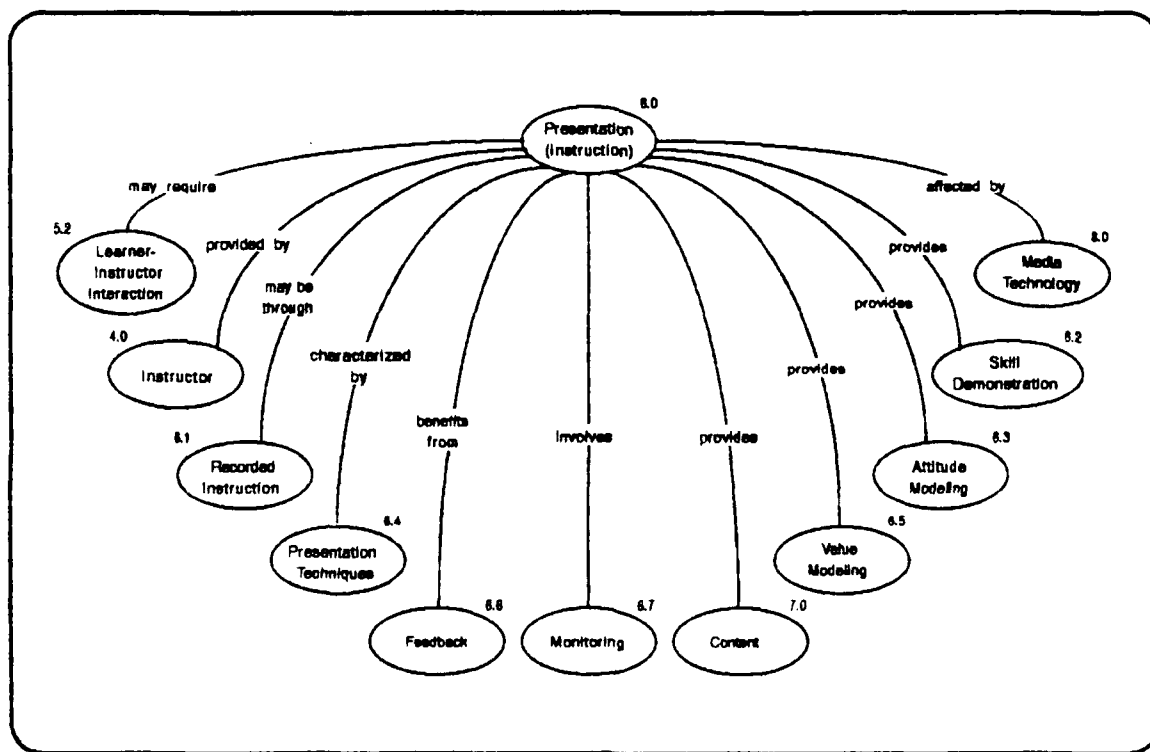 6.0
Presentation
(Instruction)
may require
affected by
5.2
Learner-
Instructor
Interaction
provided by
provides
8.0
Media
Technology
may be
through
provides
4.0
Instructor
characterized
by
provides
6.2
Skill
Demonstration
6.1
Recorded
Instruction
benefits
from
involves
provides
6.3
Attitude
Modeling
6.4
Presentation
Techniques
6.5
Value
Modeling
6.6
Feedback
6.7
Monitoring
7.0
Content